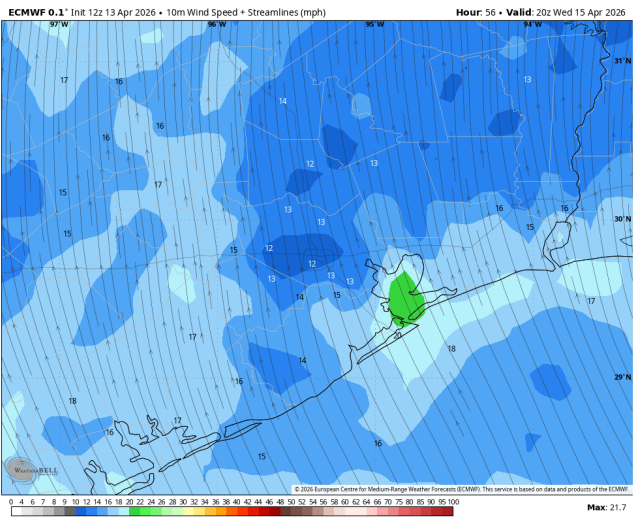 ECMWF 0.1° Init 12z 13 Apr 2026 • 10m Wind Speed + Streamlines (mph)
Hour: 56 • Valid: 20z Wed 15 Apr 2026
97°W 96°W 95°W 94°W
31°N
17 16 13
14
16
16
12 13
17
15
13 16 16
30°N
13
15 15
15 12
12
13 13 13
14 15
17
20
17 18
14
29°N
16
18
17
16
16
15
WEATHERBELL
© 2026 European Centre for Medium-Range Weather Forecasts (ECMWF). This service is based on data and products of the ECMWF.
0 2 4 6 8 9 10 12 14 16 18 20 22 24 26 28 30 32 34 36 38 40 42 44 46 48 50 52 54 56 58 60 65 70 75 80 85 90 95 100
Max: 21.7